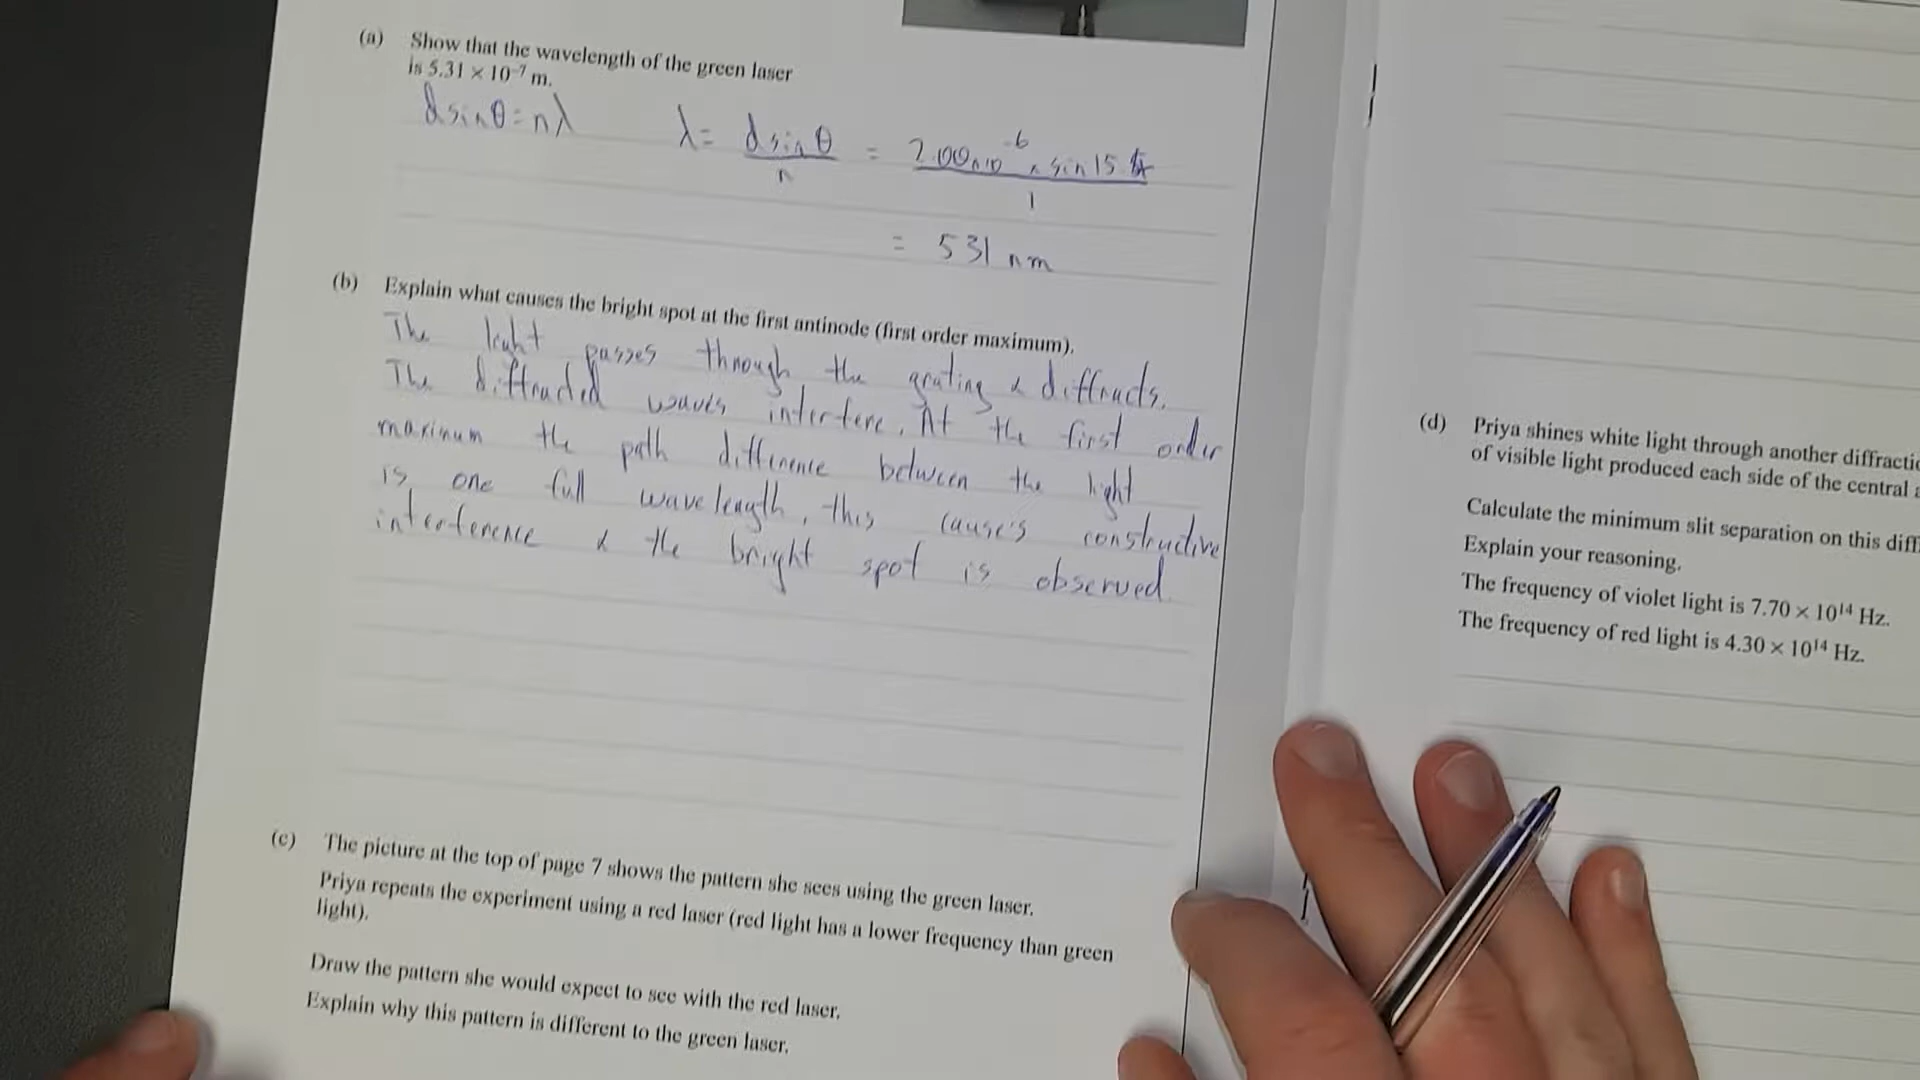 (a) Show that the wavelength of the green laser
is 5.31 × 10⁻⁷ m.
dsinθ = nλ
λ = dsinθ / n = 2.00×10⁻⁶ × sin 15.4 / 1
= 531 nm
(b) Explain what causes the bright spot at the first antinode (first order maximum).
The light passes through the grating & diffracts.
The diffracted waves interfere. At the first order
maximum the path difference between the light
is one full wavelength, this cause's constructive
interference & the bright spot is observed.
(c) The picture at the top of page 7 shows the pattern she sees using the green laser.
Priya repeats the experiment using a red laser (red light has a lower frequency than green
light).
Draw the pattern she would expect to see with the red laser.
Explain why this pattern is different to the green laser.
(d) Priya shines white light through another
of visible light produced each side of the central
Calculate the minimum slit separation on this
Explain your reasoning.
The frequency of violet light is 7.70 × 10¹⁴ Hz.
The frequency of red light is 4.30 × 10¹⁴ Hz.